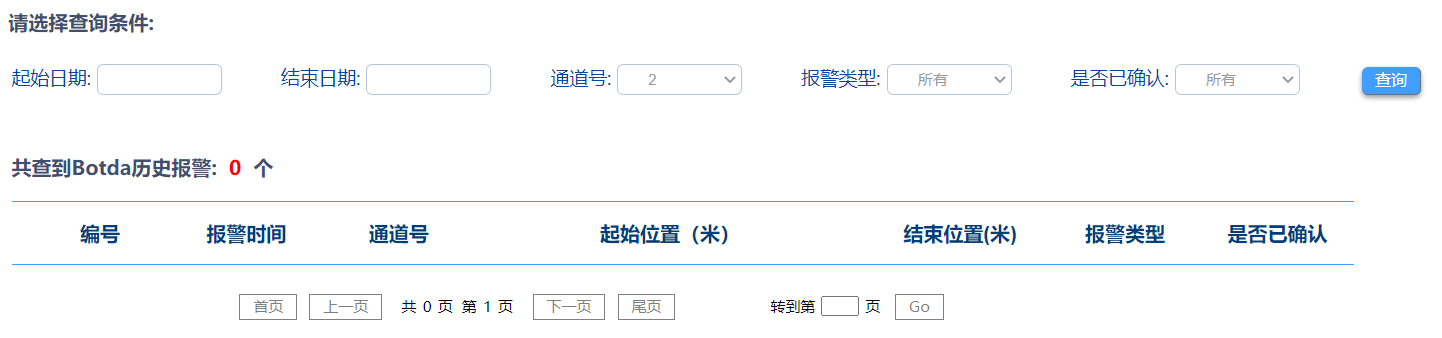 请选择查询条件:
起始日期: 结束日期: 通道号: 2 报警类型: 所有 是否已确认: 所有 查询
共查到Botda历史报警: 0 个
编号 报警时间 通道号 起始位置（米） 结束位置(米) 报警类型 是否已确认
首页 上一页 共 0 页 第 1 页 下一页 尾页 转到第 页 Go